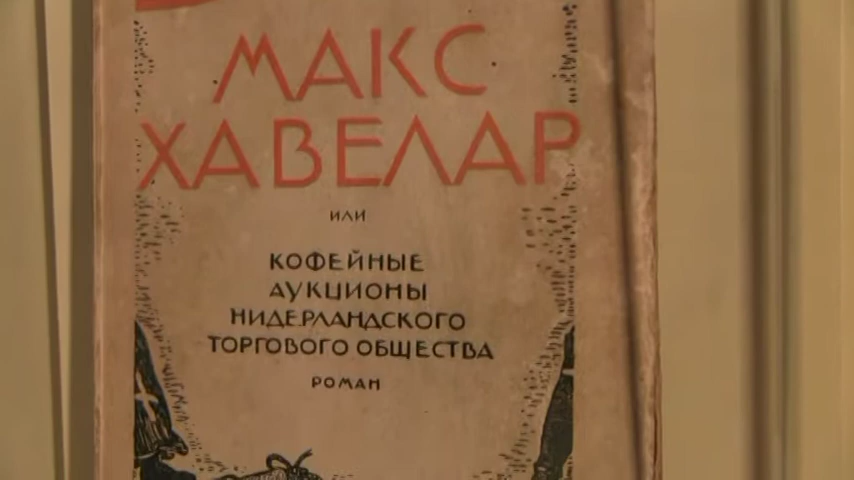 МАКС
ХАВЕЛАР
ИЛИ
КОФЕЙНЫЕ
АУКЦИОНЫ
НИДЕРЛАНДСКОГО
ТОРГОВОГО ОБЩЕСТВА
РОМАН